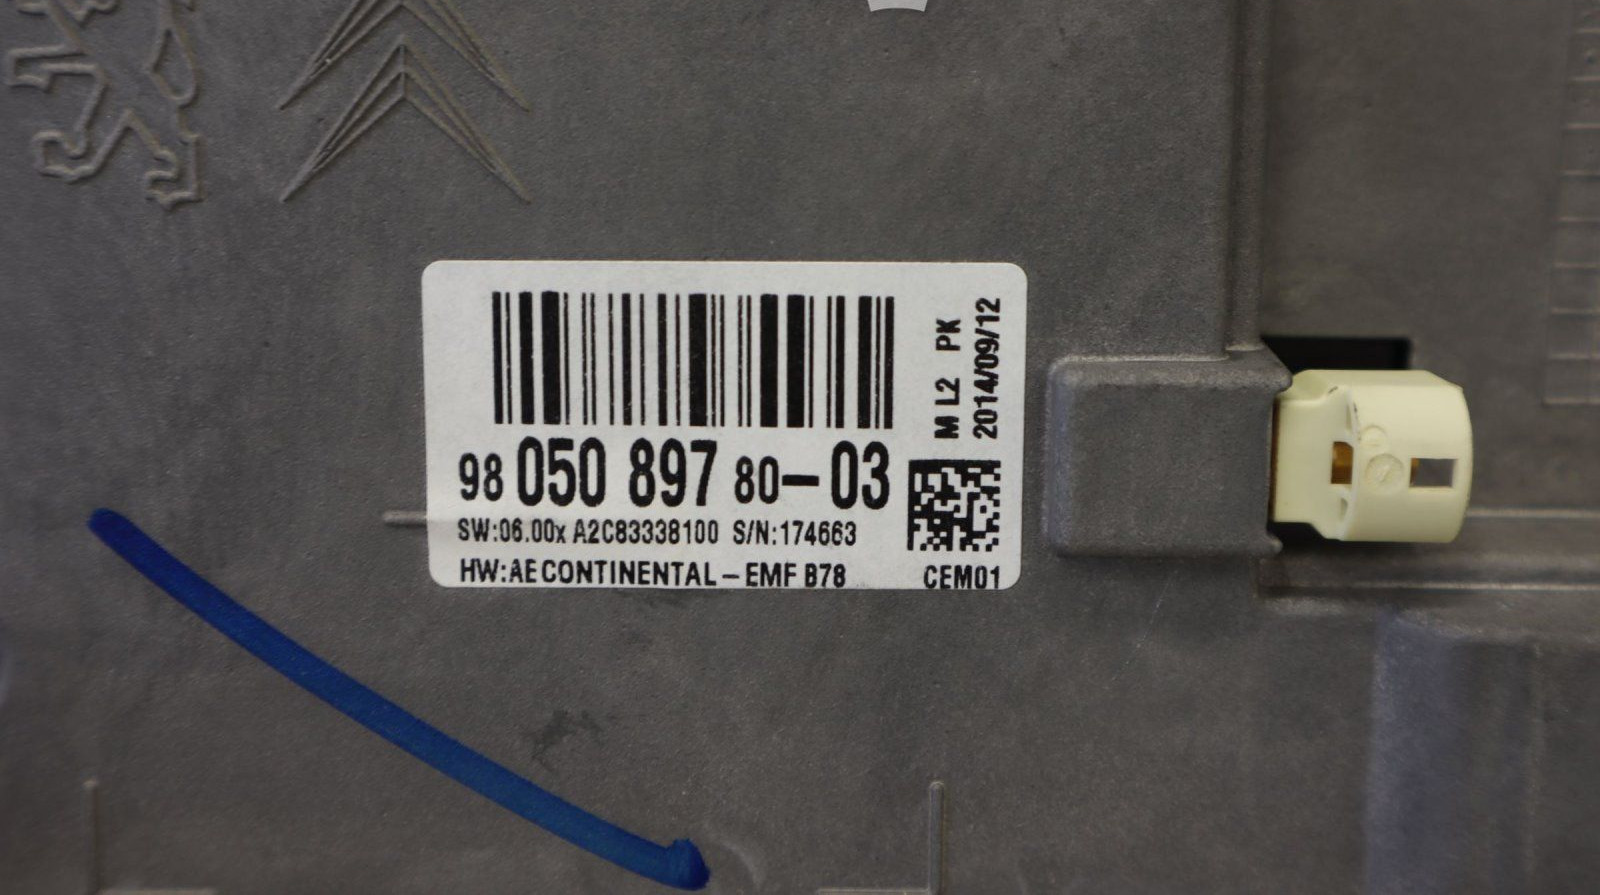 98 050 897 80-03
SW:06.00x A2C83338100 S/N:174663
HW:AE CONTINENTAL-EMF B78
CEM01
M L2 PK
2014/09/12